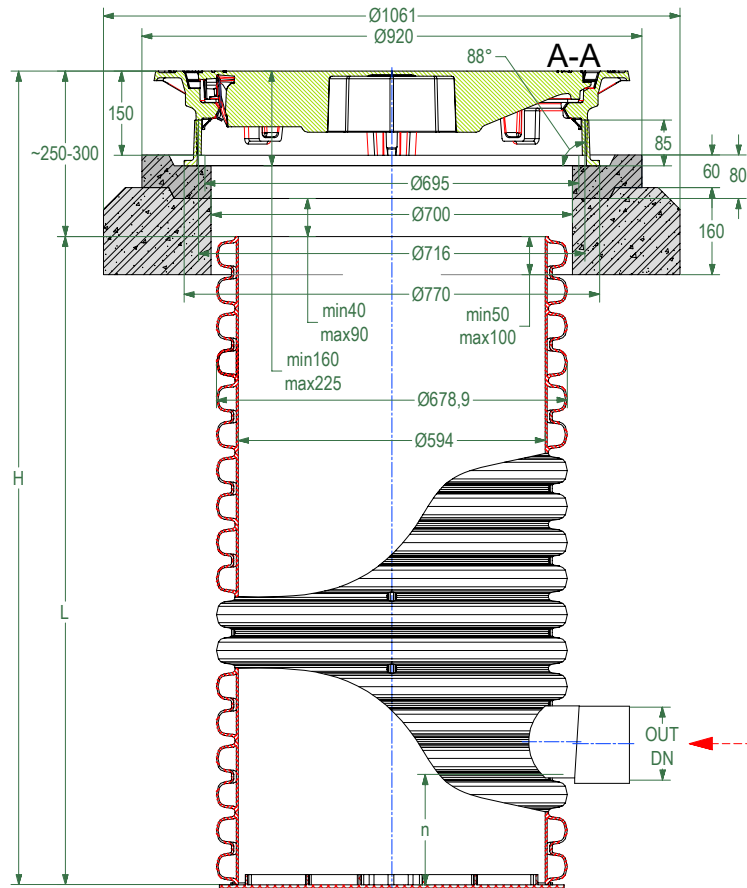 Ø1061
Ø920
A-A
88°
150
~250-300
85
60
80
Ø695
Ø700
160
Ø716
Ø770
min40
max90
min50
max100
min160
max225
Ø678,9
Ø594
H
L
OUT
DN
n